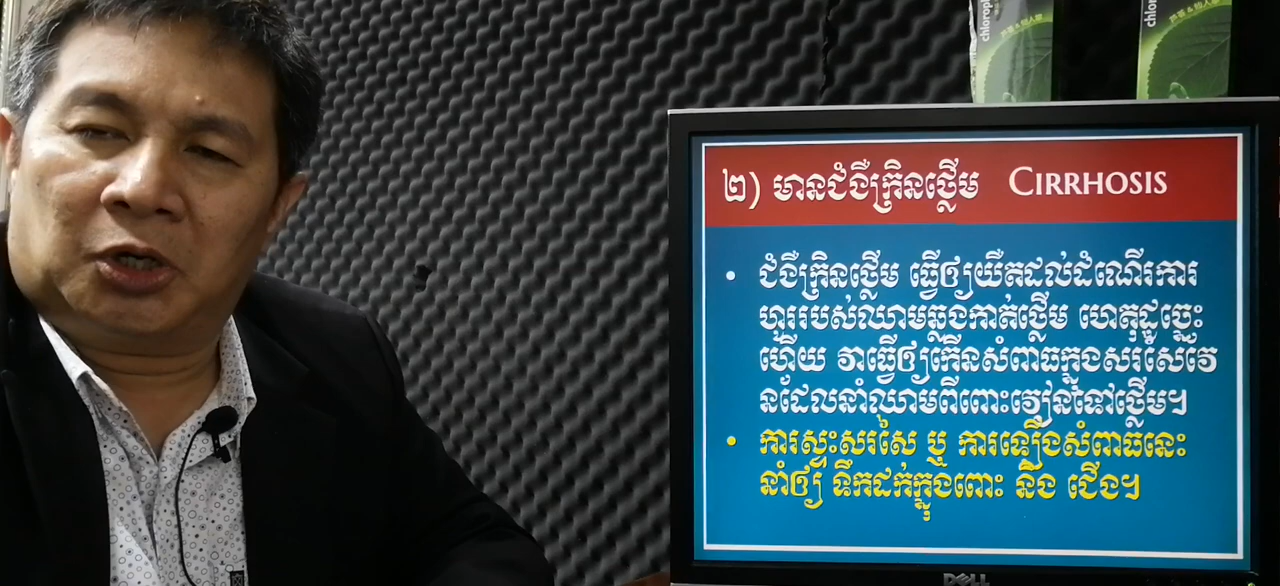 chloroph
chlorop
២) មានជំងឺក្រិនថ្លើម CIRRHOSIS
• ជំងឺក្រិនថ្លើម ធ្វើឲ្យយឺតដល់ដំណើរការ
ហូររបស់ឈាមឆ្លងកាត់ថ្លើម ហេតុដូច្នេះ
ហើយ វាធ្វើឲ្យកើនសំពាធក្នុងសរសៃវេ
នដែលនាំឈាមពីពោះវៀនទៅថ្លើម។
• ការស្ទះសរសៃ ឬ ការឡើងសំពាធនេះ
នាំឲ្យ ទឹកដក់ក្នុងពោះ និង ជើង។
DELL